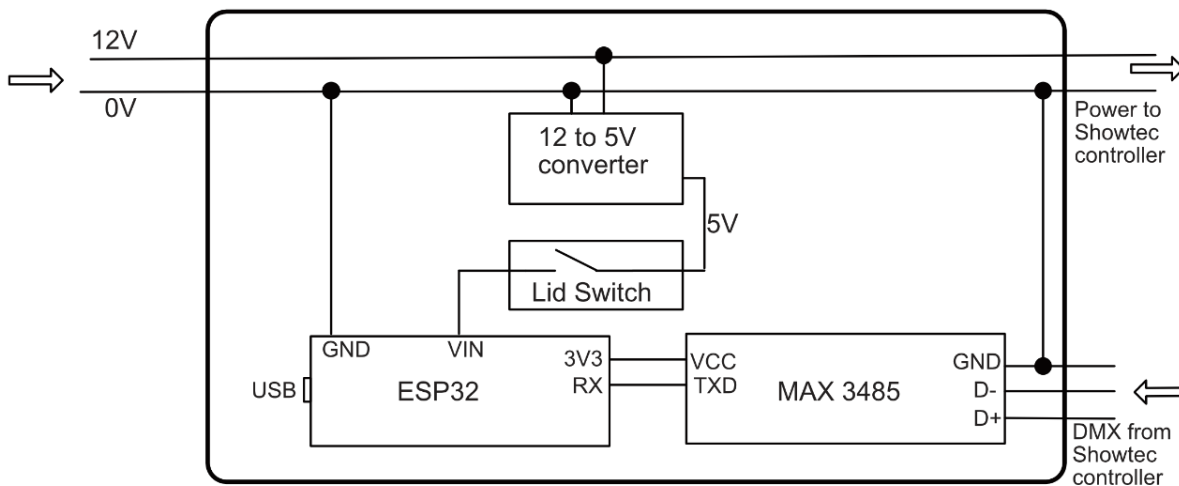 12V
0V
Power to
Showtec
controller
12 to 5V
converter
5V
Lid Switch
GND
VIN
3V3
RX
USB
ESP32
VCC
TXD
MAX 3485
GND
D-
D+
DMX from
Showtec
controller